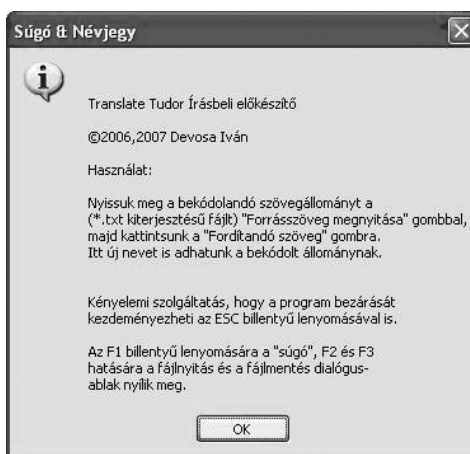 Súgó & Névjegy
Translate Tudor Írásbeli előkészítő
©2006,2007 Devosa Iván
Használat:
Nyissuk meg a bekódolandó szövegállományt a
(*.txt kiterjesztésű fájlt) "Forrásszöveg megnyitása" gombbal,
majd kattintsunk a "Fordítandó szöveg" gombra.
Itt új nevet is adhatunk a bekódolt állománynak.
Kényelemi szolgáltatás, hogy a program bezárását
kezdeményezheti az ESC billentyű lenyomásával is.
Az F1 billentyű lenyomására a "súgó", F2 és F3
hatására a fájlnyitás és a fájlmentés dialógus-
ablak nyílik meg.
OK